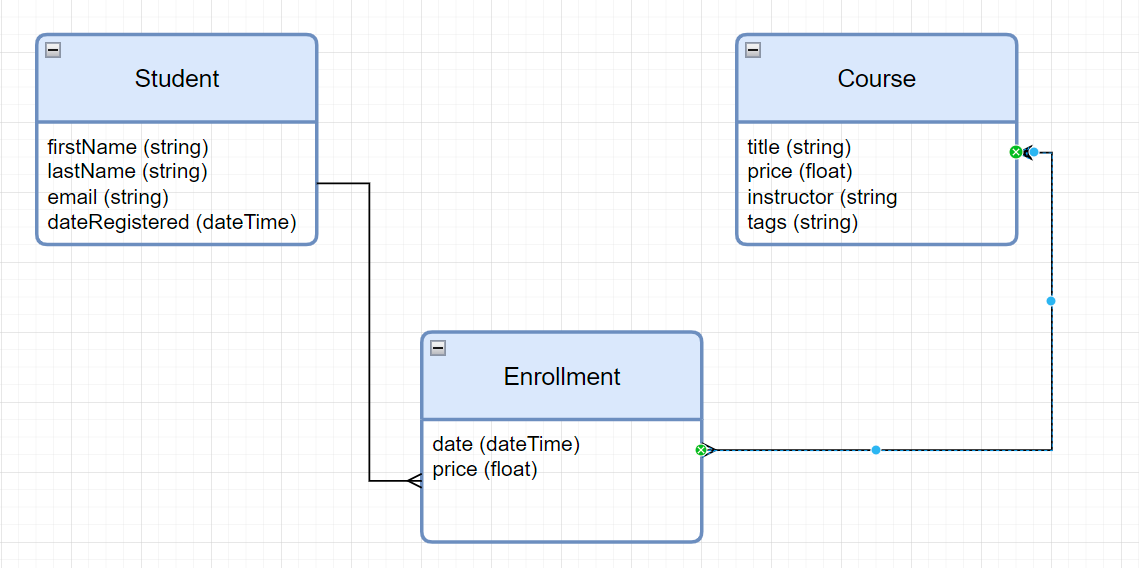 Student
firstName (string)
lastName (string)
email (string)
dateRegistered (dateTime)
Course
title (string)
price (float)
instructor (string
tags (string)
Enrollment
date (dateTime)
price (float)